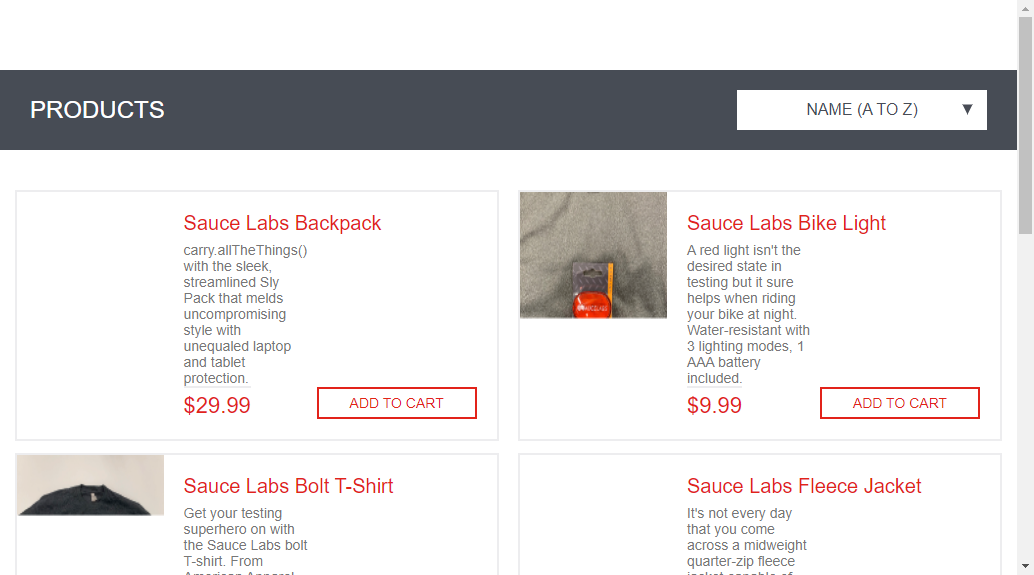 PRODUCTS
NAME (A TO Z)
Sauce Labs Backpack
carry.allTheThings()
with the sleek,
streamlined Sly
Pack that melds
uncompromising
style with
unequaled laptop
and tablet
protection.
$29.99
ADD TO CART
Sauce Labs Bike Light
A red light isn't the
desired state in
testing but it sure
helps when riding
your bike at night.
Water-resistant with
3 lighting modes, 1
AAA battery
included.
$9.99
ADD TO CART
Sauce Labs Bolt T-Shirt
Get your testing
superhero on with
the Sauce Labs bolt
T-shirt. From
American Apparel,
Sauce Labs Fleece Jacket
It's not every day
that you come
across a midweight
quarter-zip fleece
jacket capable of